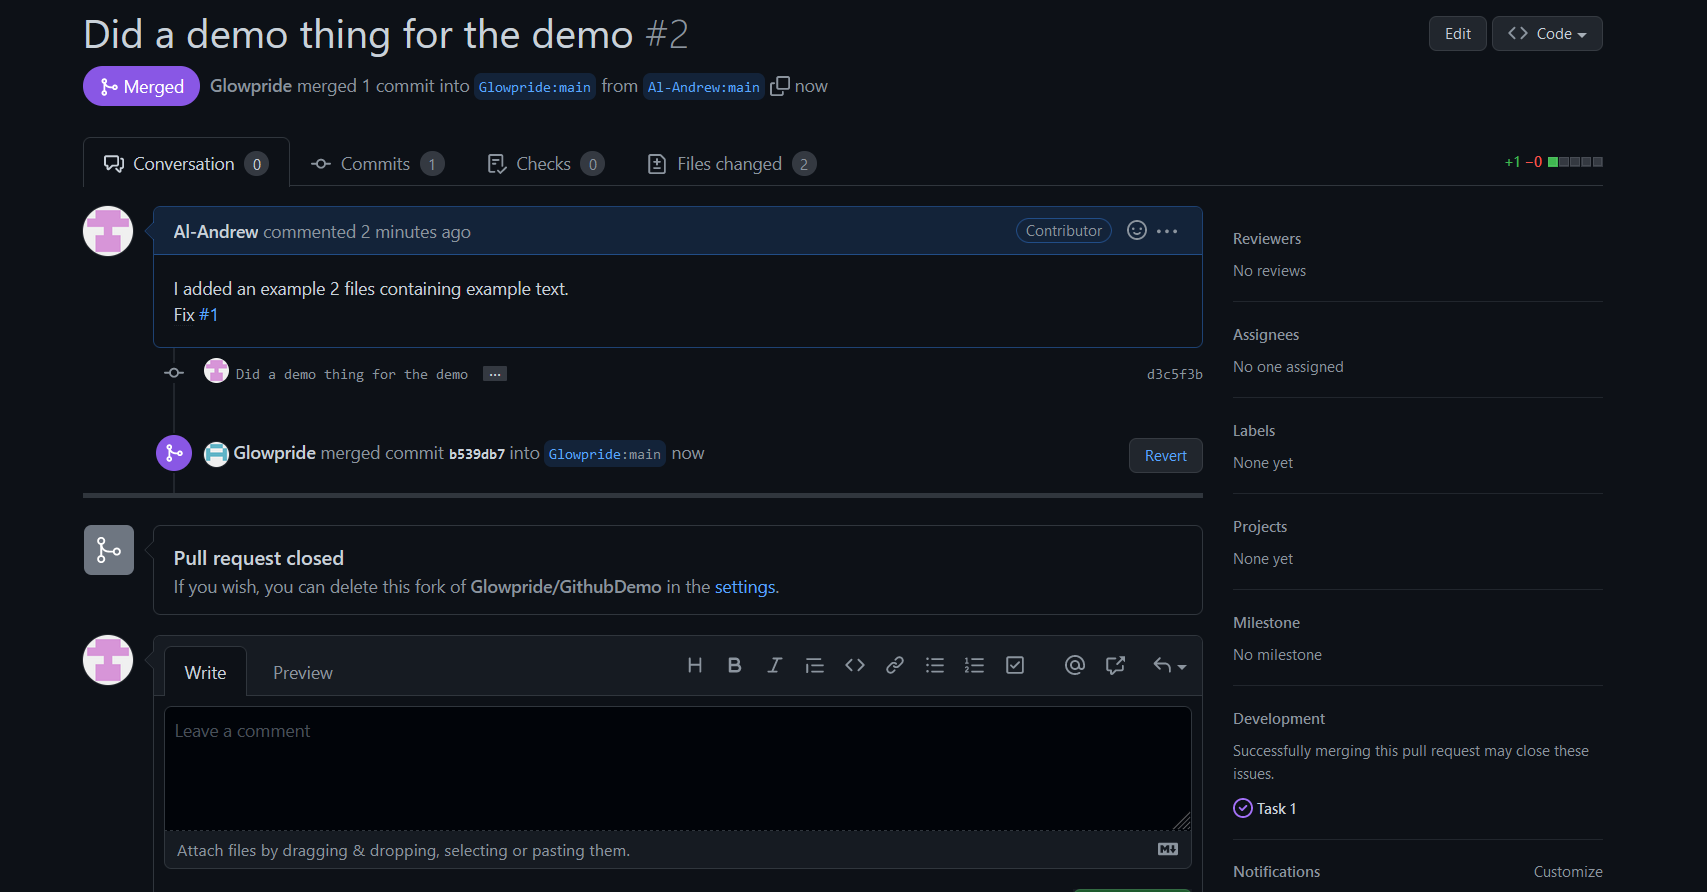 Did a demo thing for the demo #2
Edit
Code
Merged
Glowpride merged 1 commit into Glowpride:main from Al-Andrew:main now
Conversation 0
Commits 1
Checks 0
Files changed 2
+1 −0
Al-Andrew commented 2 minutes ago
Contributor
I added an example 2 files containing example text.
Fix #1
Did a demo thing for the demo ...
d3c5f3b
Glowpride merged commit b539db7 into Glowpride:main now
Revert
Pull request closed
If you wish, you can delete this fork of Glowpride/GithubDemo in the settings.
Write
Preview
Leave a comment
Attach files by dragging & dropping, selecting or pasting them.
Reviewers
No reviews
Assignees
No one assigned
Labels
None yet
Projects
None yet
Milestone
No milestone
Development
Successfully merging this pull request may close these
issues.
Task 1
Notifications
Customize